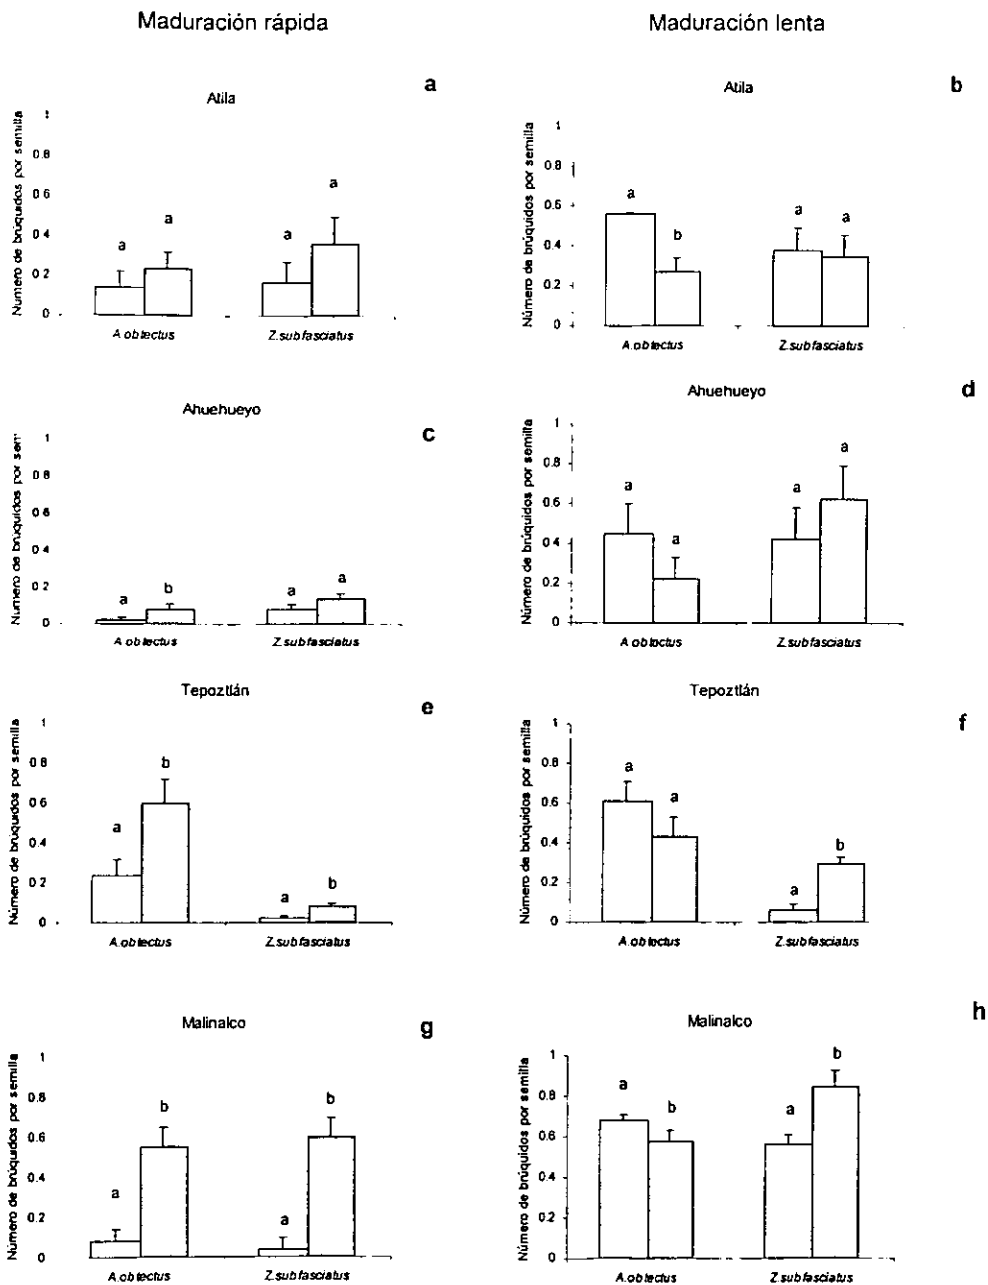 Maduración rápida
Maduración lenta
Atila
a
Número de brúquidos por semilla
1
0.8
0.6
0.4
0.2
0
a
a
a
a
A.obtectus
Z.subfasciatus
Atila
b
Número de brúquidos por semilla
1
0.8
0.6
0.4
0.2
0
a
b
a
a
A.obtectus
Z.subfasciatus
Ahuehueyo
c
Número de brúquidos por sem
1
0 8
0 6
0 4
0 2
0
a
b
a
a
A.obtectus
Z subfasciatus
Ahuehueyo
d
Número de brúquidos por semilla
1
0.8
0.6
0.4
0.2
0
a
a
a
a
A obtectus
Z subfasciatus
Tepoztlán
e
Número de brúquidos por semilla
1
0.8
0.6
0.4
0.2
0
a
b
a
b
A.obtectus
Z.subfasciatus
Tepoztlán
f
Número de brúquidos por semilla
1
0.8
0.6
0.4
0.2
0
a
a
a
b
A.obtectus
Z.subfasciatus
Malinalco
g
Número de brúquidos por semilla
1
0.8
0.6
0.4
0.2
0
a
b
a
b
A.obtectus
Z.subfasciatus
Malinalco
h
Número de brúquidos por semilla
1
0.8
0.6
0.4
0.2
0
a
b
a
b
A.obtectus
Z.subfasciatus